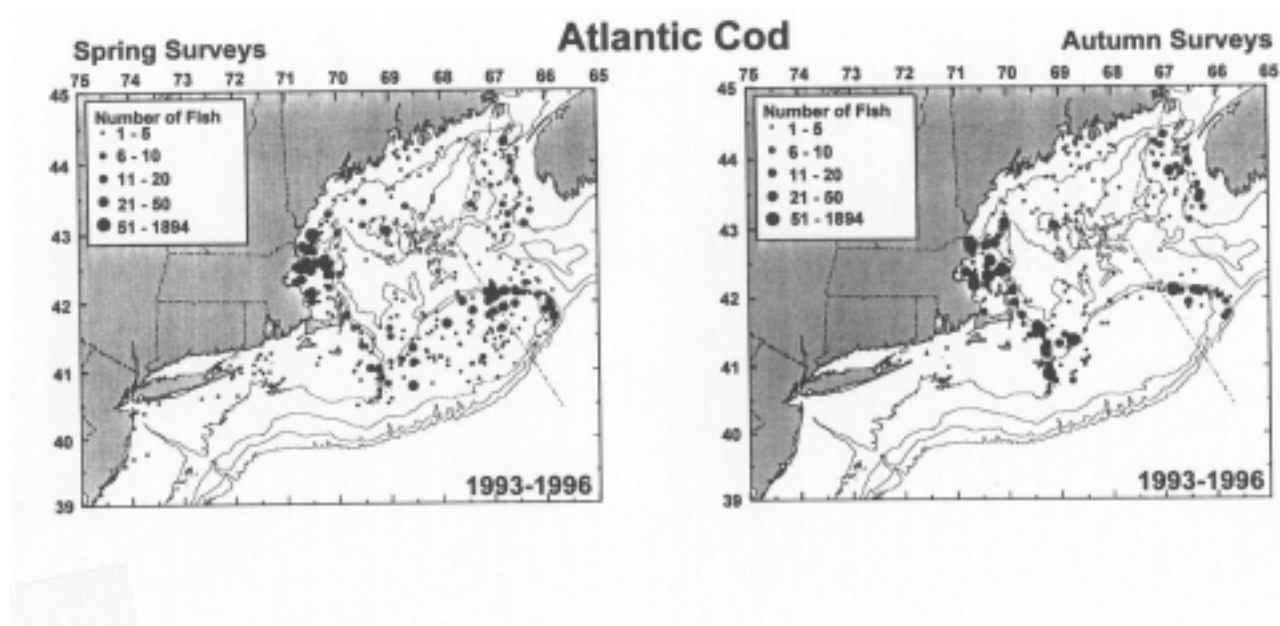 Atlantic Cod
Spring Surveys
75 74 73 72 71 70 69 68 67 66 65
45
44
43
42
41
40
39
Number of Fish
1 - 5
6 - 10
11 - 20
21 - 50
51 - 1894
1993-1996
Autumn Surveys
75 74 73 72 71 70 69 68 67 66 65
45
44
43
42
41
40
39
Number of Fish
1 - 5
6 - 10
11 - 20
21 - 50
51 - 1894
1993-1996